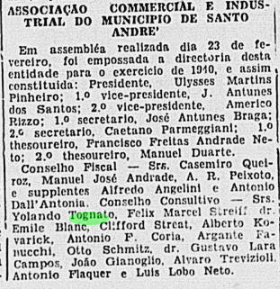 ASSOCIAÇÃO COMMERCIAL E INDUS-
TRIAL DO MUNICIPIO DE SANTO
ANDRE'
Em assembléa realizada dia 23 de fe-
vereiro, foi empossada a directoria desta
entidade para o exercicio de 1940, e assim
constituida: Presidente, Ulysses Martins
Pinheiro; 1.º vice-presidente, J. Antunes
dos Santos; 2.º vice-presidente, Americo
Rizzo; 1.o secretario, José Antunes Braga;
2.o secretario, Caetano Parmeggiani; 1.o
thesoureiro, Francisco Freitas Andrade Ne-
to; 2.o thesoureiro, Manuel Duarte.
Conselho Fiscal — Srs. Casemiro Quei-
roz, Manuel José Andrade, A. R. Peixoto,
e supplentes Alfredo Angelini e Antonio
Dall'Antonia. Conselho Consultivo — Srs.
Yolando Tognato, Felix Marcel Streiff dr.
Emile Blanc, Clifford Streat, Alberto Ko-
varick, Antonio F. Coria, Argante Fa-
nucchi, Otto Schmitz, dr. Gustavo Lara
Campos, João Gianoglio, Alvaro Trevizioli.
Antonio Flaquer e Luis Lobo Neto.